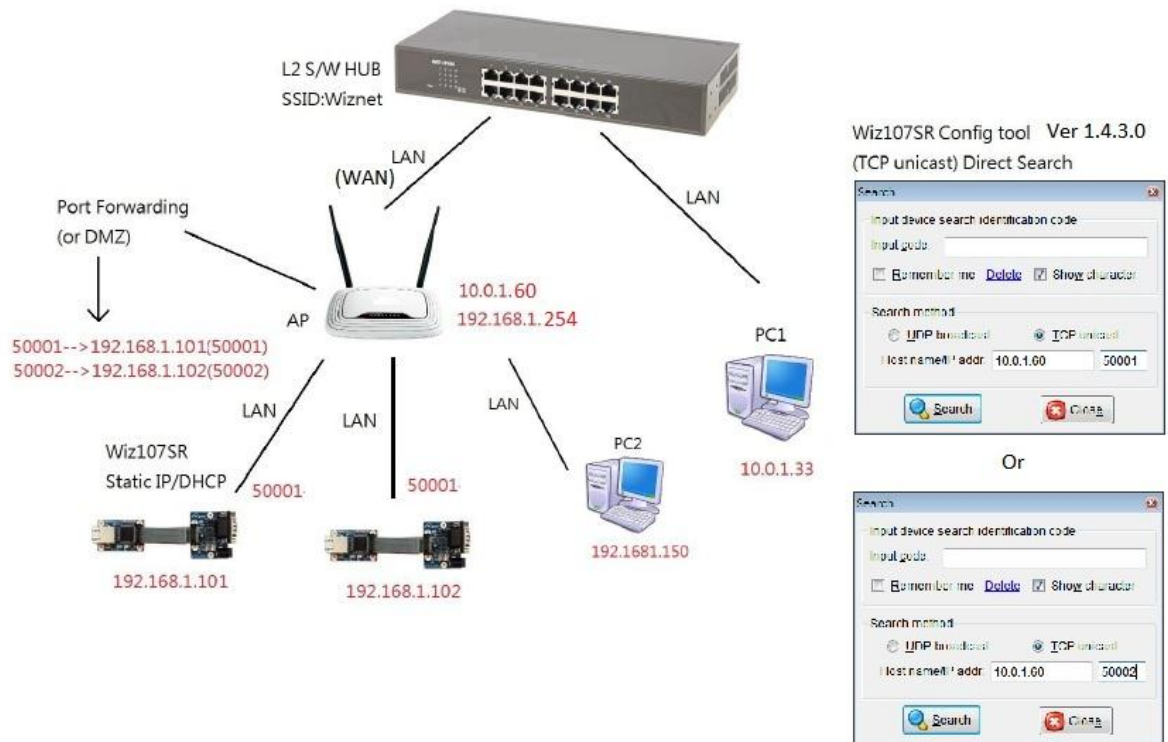 L2 S/W HUB
SSID:Wiznet
LAN
(WAN)
LAN
Port Forwarding
(or DMZ)
10.0.1.60
192.168.1.254
AP
50001-->192.168.1.101(50001)
50002-->192.168.1.102(50002)
LAN
LAN
LAN
PC1
10.0.1.33
Wiz107SR
Static IP/DHCP
50001
50001
PC2
192.1681.150
192.168.1.101
192.168.1.102
Wiz107SR Config tool Ver 1.4.3.0
(TCP unicast) Direct Search
Search
Input device search identification code
Input code:
Remember me Delete Show character
Search method
UDP broadcast TCP unicast
Host name/IP addr: 10.0.1.60 50001
Search Close
Or
Search
Input device search identification code
Input code:
Remember me Delete Show character
Search method
UDP broadcast TCP unicast
Host name/IP addr: 10.0.1.60 50002
Search Close